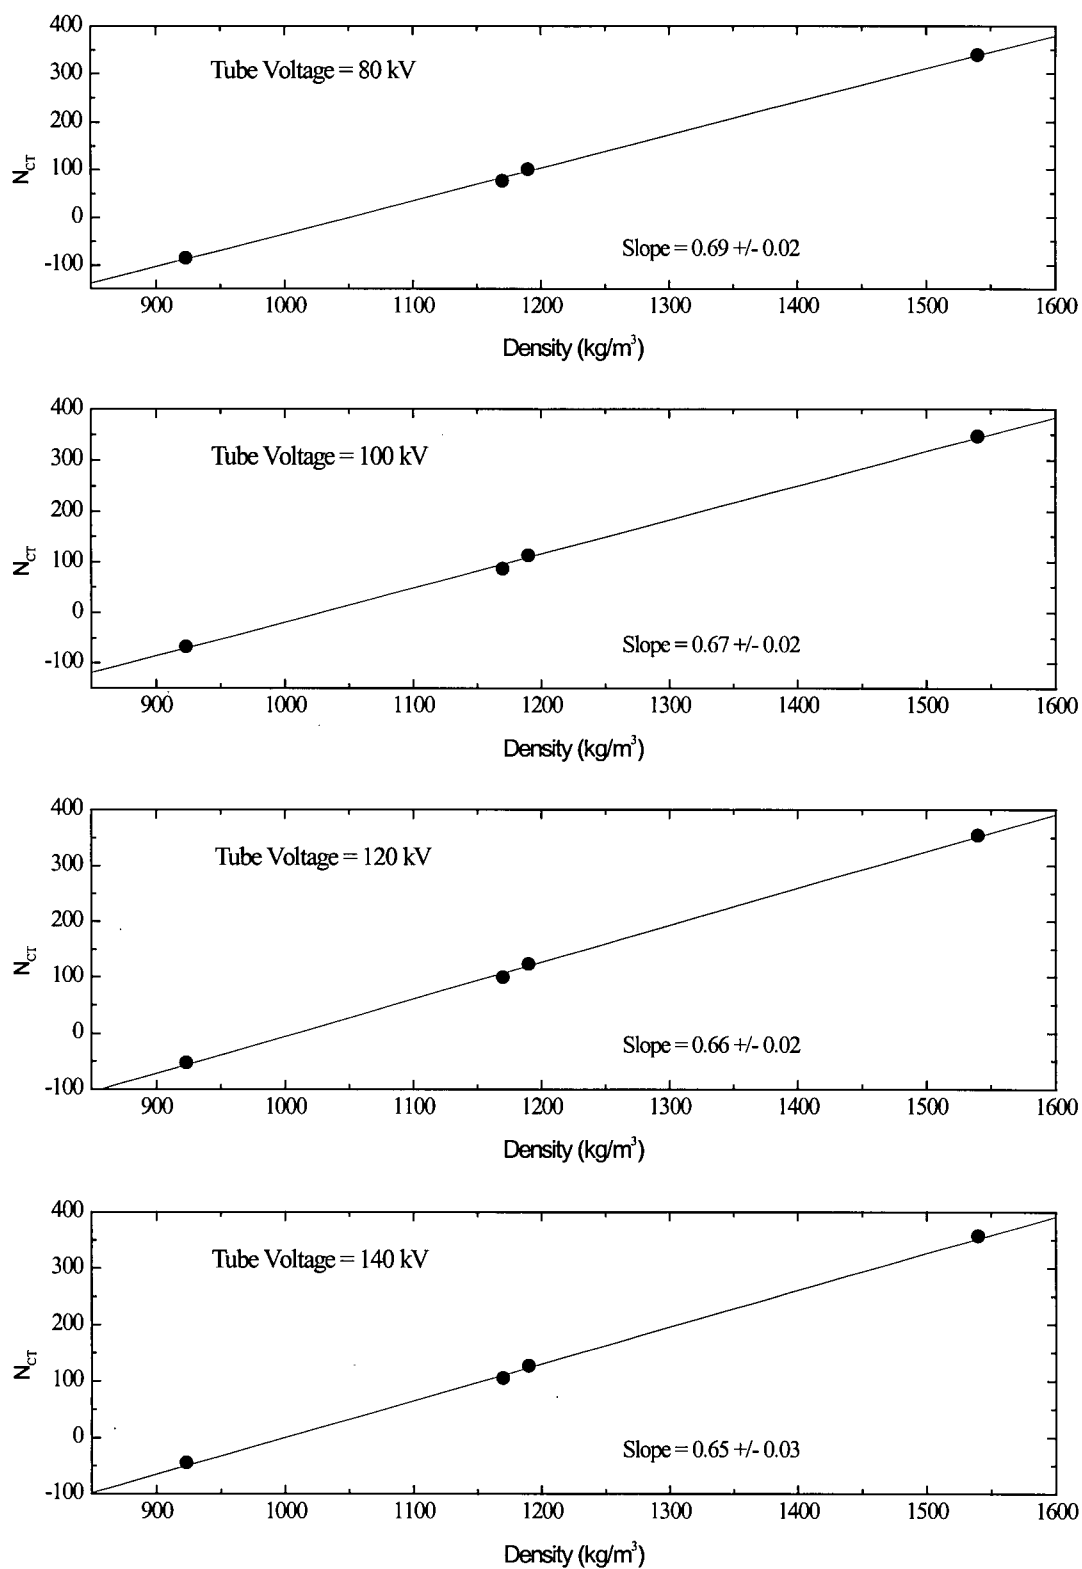 400
300
200
100
0
-100
N_CT
Tube Voltage = 80 kV
Slope = 0.69 +/- 0.02
900 1000 1100 1200 1300 1400 1500 1600
Density (kg/m³)
400
300
200
100
0
-100
N_CT
Tube Voltage = 100 kV
Slope = 0.67 +/- 0.02
900 1000 1100 1200 1300 1400 1500 1600
Density (kg/m³)
400
300
200
100
0
-100
N_CT
Tube Voltage = 120 kV
Slope = 0.66 +/- 0.02
900 1000 1100 1200 1300 1400 1500 1600
Density (kg/m³)
400
300
200
100
0
-100
N_CT
Tube Voltage = 140 kV
Slope = 0.65 +/- 0.03
900 1000 1100 1200 1300 1400 1500 1600
Density (kg/m³)